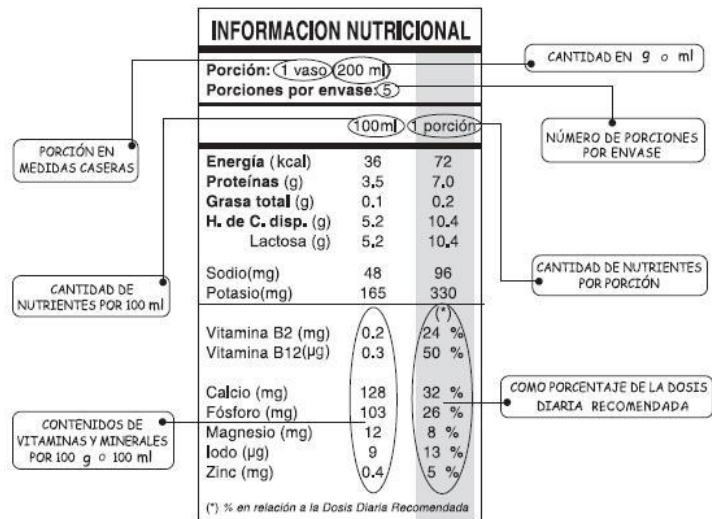 INFORMACION NUTRICIONAL
Porción: 1 vaso (200 ml)
Porciones por envase: 5
100ml 1 porción
Energía (kcal) 36 72
Proteínas (g) 3.5 7.0
Grasa total (g) 0.1 0.2
H. de C. disp. (g) 5.2 10.4
Lactosa (g) 5.2 10.4
Sodio(mg) 48 96
Potasio(mg) 165 330
(*)
Vitamina B2 (mg) 0.2 24 %
Vitamina B12(µg) 0.3 50 %
Calcio (mg) 128 32 %
Fósforo (mg) 103 26 %
Magnesio (mg) 12 8 %
Iodo (µg) 9 13 %
Zinc (mg) 0.4 5 %
(*) % en relación a la Dosis Diaria Recomendada
PORCIÓN EN
MEDIDAS CASERAS
CANTIDAD DE
NUTRIENTES POR 100 ml
CONTENIDOS DE
VITAMINAS Y MINERALES
POR 100 g o 100 ml
CANTIDAD EN g o ml
NÚMERO DE PORCIONES
POR ENVASE
CANTIDAD DE NUTRIENTES
POR PORCIÓN
COMO PORCENTAJE DE LA DOSIS
DIARIA RECOMENDADA